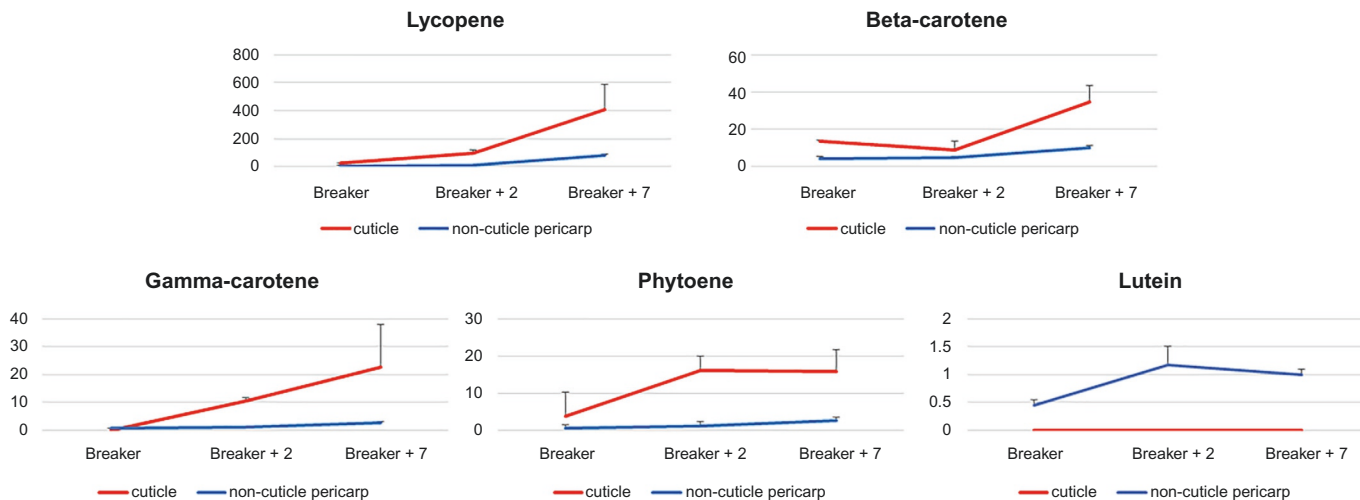 Lycopene
800
600
400
200
0
Breaker Breaker + 2 Breaker + 7
cuticle non-cuticle pericarp
Beta-carotene
60
40
20
0
Breaker Breaker + 2 Breaker + 7
cuticle non-cuticle pericarp
Gamma-carotene
40
30
20
10
0
Breaker Breaker + 2 Breaker + 7
cuticle non-cuticle pericarp
Phytoene
30
20
10
0
Breaker Breaker + 2 Breaker + 7
cuticle non-cuticle pericarp
Lutein
2
1.5
1
0.5
0
Breaker Breaker + 2 Breaker + 7
cuticle non-cuticle pericarp